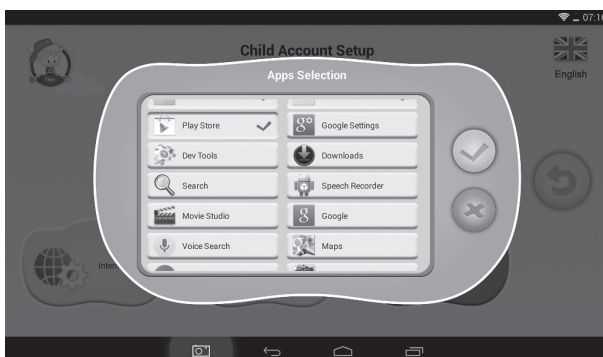 07:16
Child Account Setup
English
Apps Selection
Play Store
Google Settings
Dev Tools
Downloads
Search
Speech Recorder
Movie Studio
Google
Voice Search
Maps